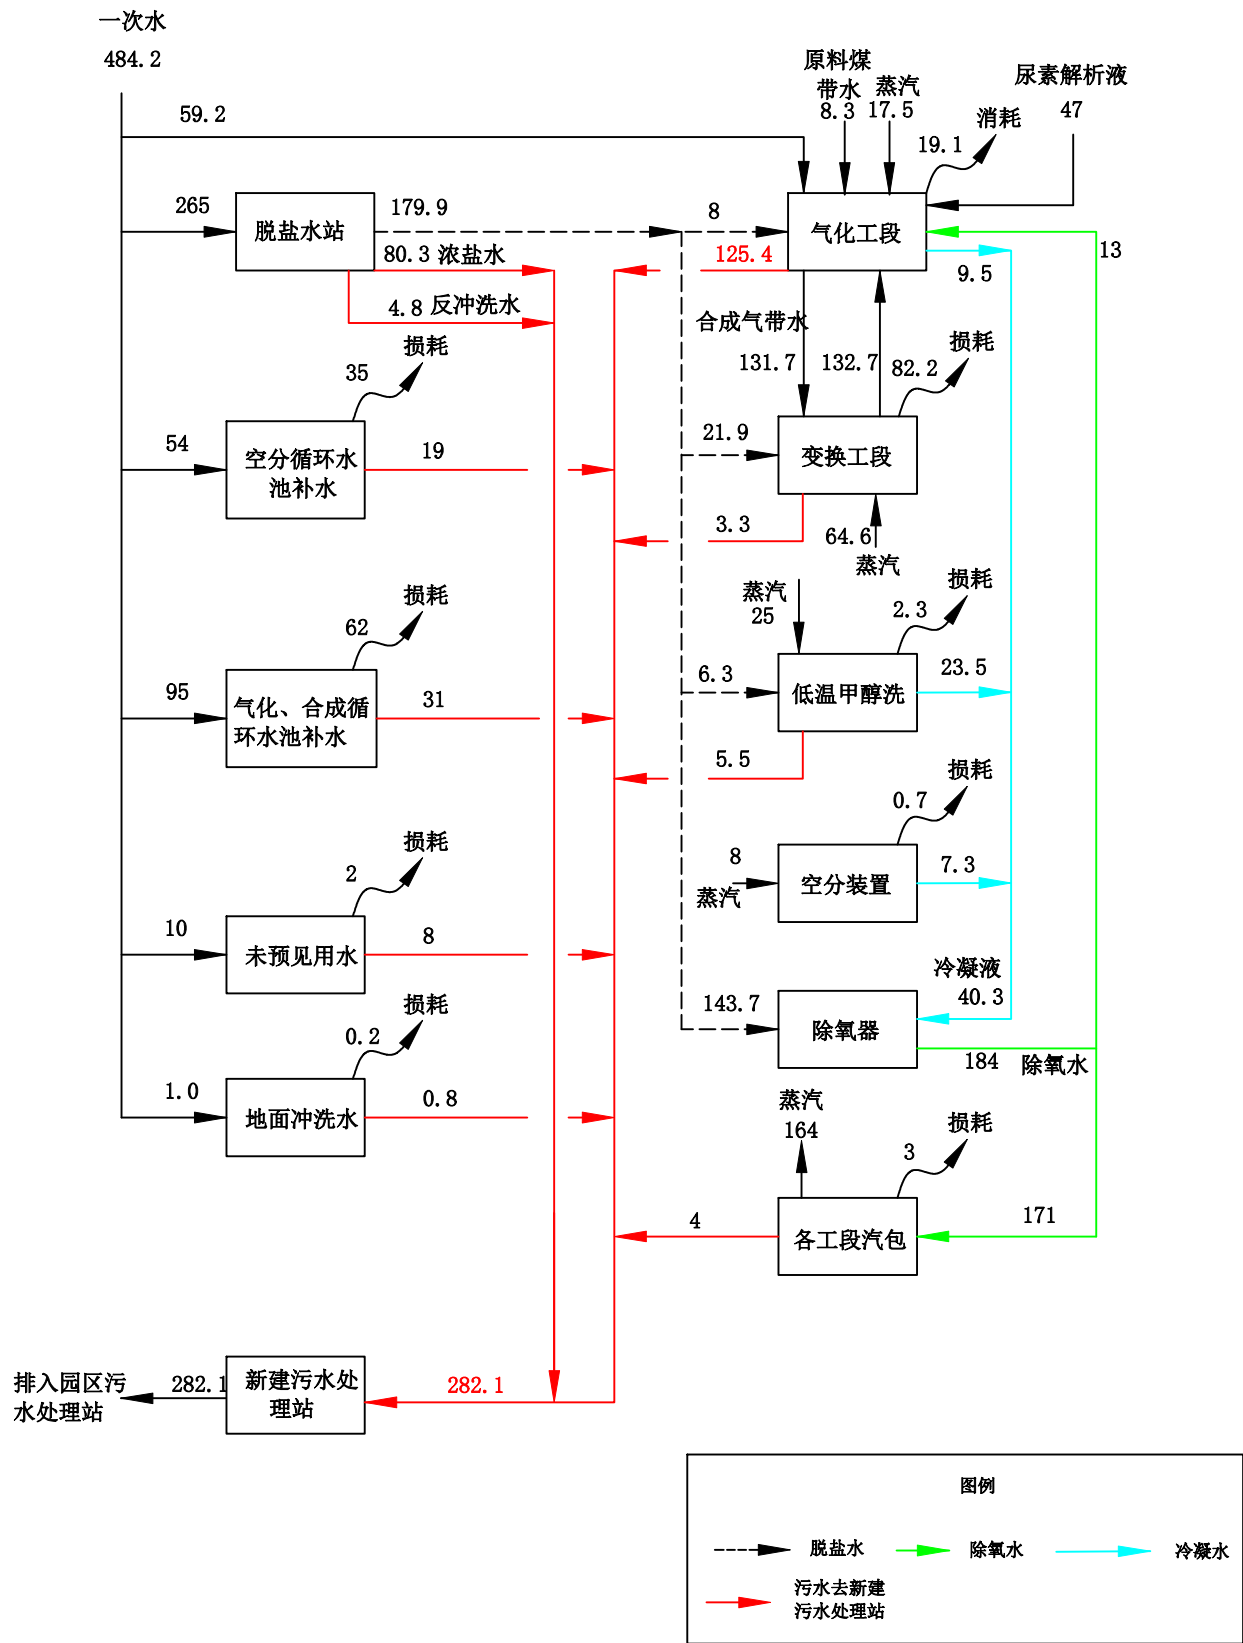 一次水
484.2
59.2
原料煤
带水
8.3
蒸汽
17.5
消耗
19.1
尿素解析液
47
265
脱盐水站
179.9
80.3 浓盐水
4.8 反冲洗水
8
125.4
气化工段
13
9.5
合成气带水
131.7
132.7
82.2
损耗
损耗
35
54
空分循环水
池补水
19
21.9
变换工段
3.3
64.6
蒸汽
损耗
62
95
气化、合成循
环水池补水
31
蒸汽
25
损耗
2.3
6.3
低温甲醇洗
23.5
5.5
损耗
0.7
8
蒸汽
空分装置
7.3
损耗
2
10
未预见用水
8
冷凝液
40.3
143.7
除氧器
184 除氧水
损耗
0.2
1.0
地面冲洗水
0.8
蒸汽
164
损耗
3
4
各工段汽包
171
排入园区污
水处理站
282.1
新建污水处
理站
282.1
图例
脱盐水
除氧水
冷凝水
污水去新建
污水处理站